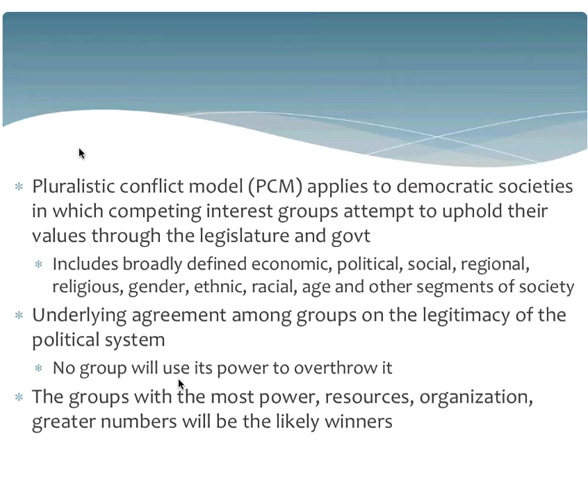 * Pluralistic conflict model (PCM) applies to democratic societies
in which competing interest groups attempt to uphold their
values through the legislature and govt
* Includes broadly defined economic, political, social, regional,
religious, gender, ethnic, racial, age and other segments of society
* Underlying agreement among groups on the legitimacy of the
political system
* No group will use its power to overthrow it
* The groups with the most power, resources, organization,
greater numbers will be the likely winners